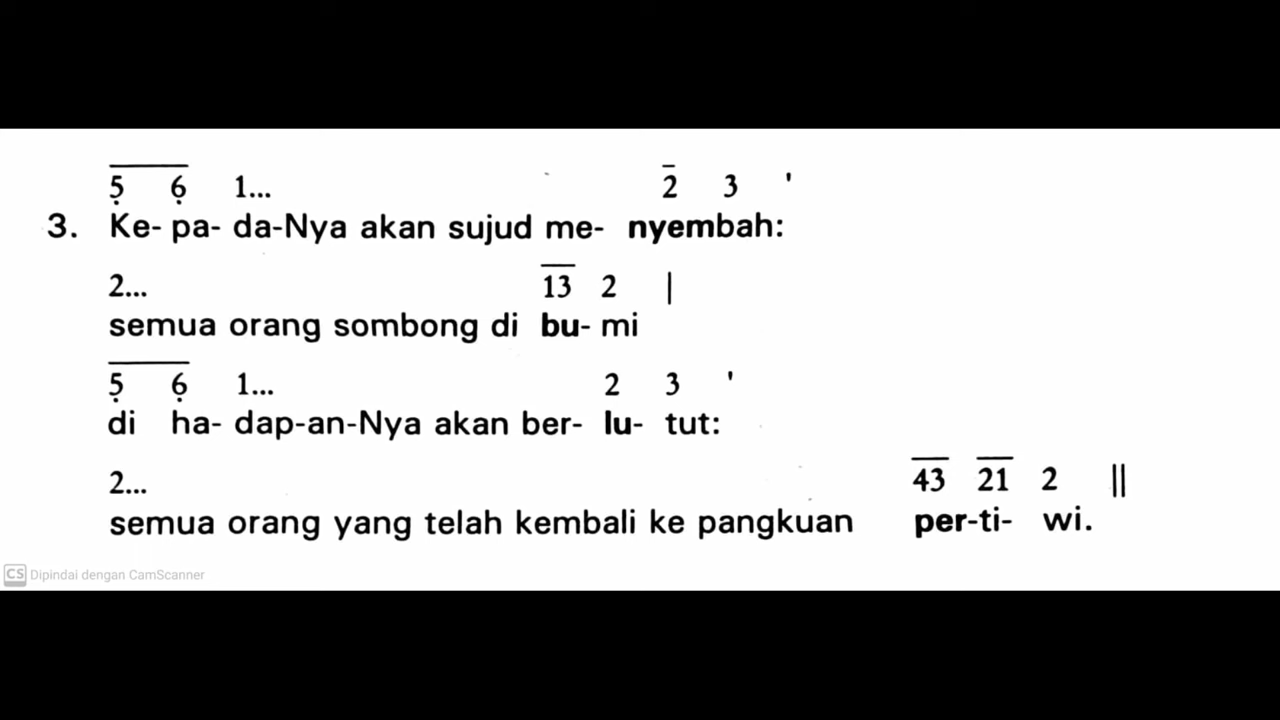 5̣ 6̣ 1... 2 3 '
3. Ke- pa- da-Nya akan sujud me- nyembah:
2... 13 2 |
semua orang sombong di bu- mi
5̣ 6̣ 1... 2 3 '
di ha- dap-an-Nya akan ber- lu- tut:
2... 43 21 2 ||
semua orang yang telah kembali ke pangkuan per-ti- wi.
CS Dipindai dengan CamScanner